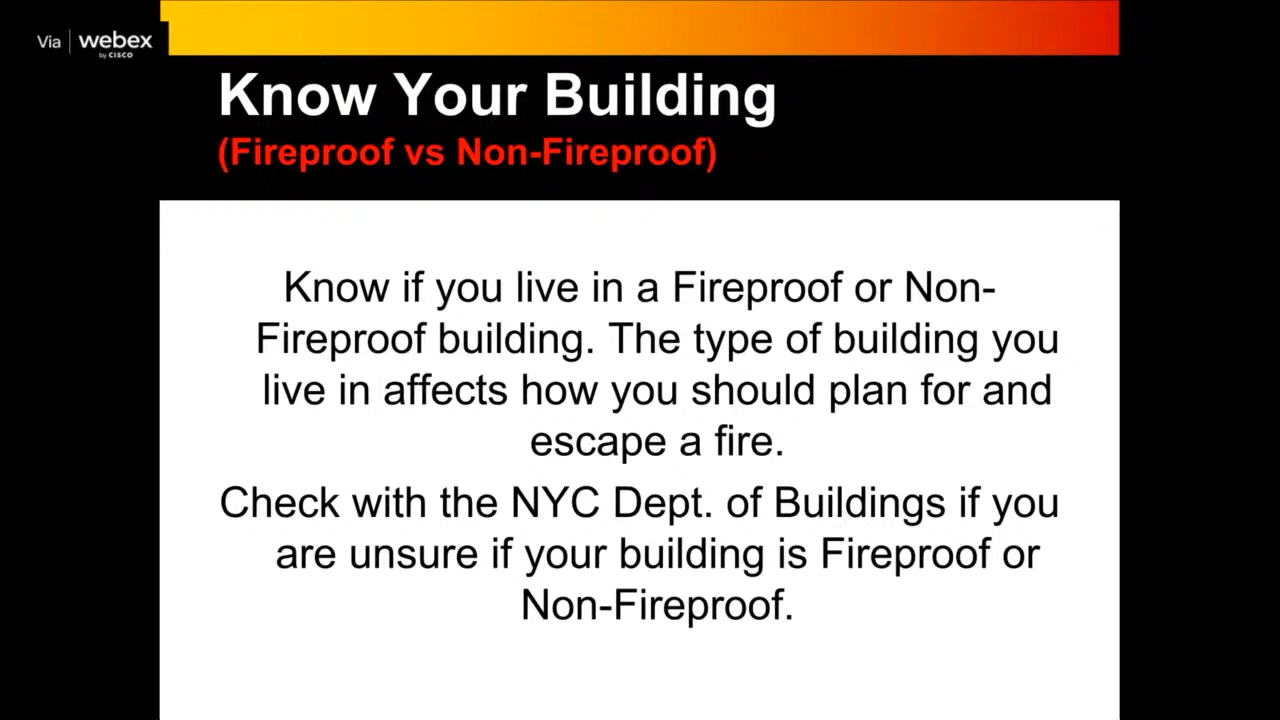 Via webex
by CISCO
Know Your Building
(Fireproof vs Non-Fireproof)
Know if you live in a Fireproof or Non-
Fireproof building. The type of building you
live in affects how you should plan for and
escape a fire.
Check with the NYC Dept. of Buildings if you
are unsure if your building is Fireproof or
Non-Fireproof.